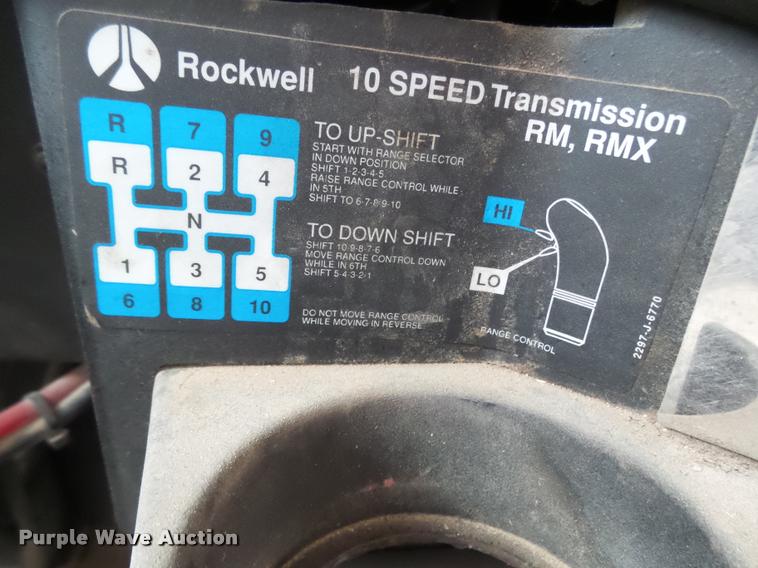 Rockwell 10 SPEED Transmission
RM, RMX
R 7 9
R 2 4
N
1 3 5
6 8 10
TO UP-SHIFT
START WITH RANGE SELECTOR
IN DOWN POSITION
SHIFT 1-2-3-4-5
RAISE RANGE CONTROL WHILE
IN 5TH
SHIFT TO 6-7-8-9-10
TO DOWN SHIFT
SHIFT 10-9-8-7-6
MOVE RANGE CONTROL DOWN
WHILE IN 6TH
SHIFT 5-4-3-2-1
DO NOT MOVE RANGE CONTROL
WHILE MOVING IN REVERSE
HI
LO
RANGE CONTROL
2297-J-6770
Purple Wave Auction